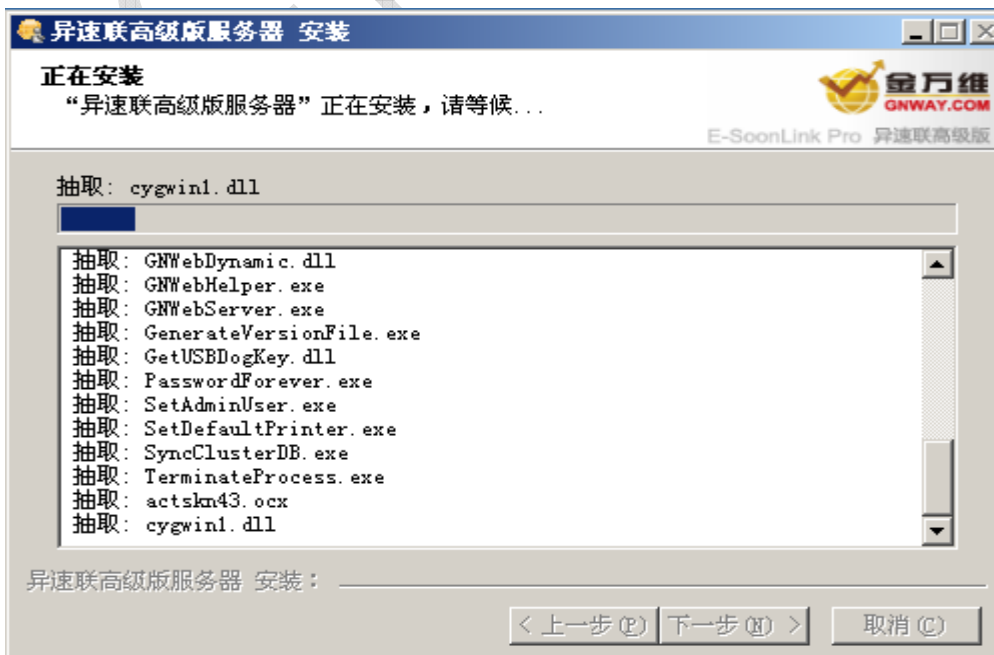 异速联高级版服务器 安装
正在安装
“异速联高级版服务器”正在安装，请等候...
金万维
GNWAY.COM
E-SoonLink Pro 异速联高级版
抽取: cygwin1.dll
抽取: GNWebDynamic.dll
抽取: GNWebHelper.exe
抽取: GNWebServer.exe
抽取: GenerateVersionFile.exe
抽取: GetUSBDogKey.dll
抽取: PasswordForever.exe
抽取: SetAdminUser.exe
抽取: SetDefaultPrinter.exe
抽取: SyncClusterDB.exe
抽取: TerminateProcess.exe
抽取: actskn43.ocx
抽取: cygwin1.dll
异速联高级版服务器 安装：
< 上一步(P) 下一步(N) > 取消(C)